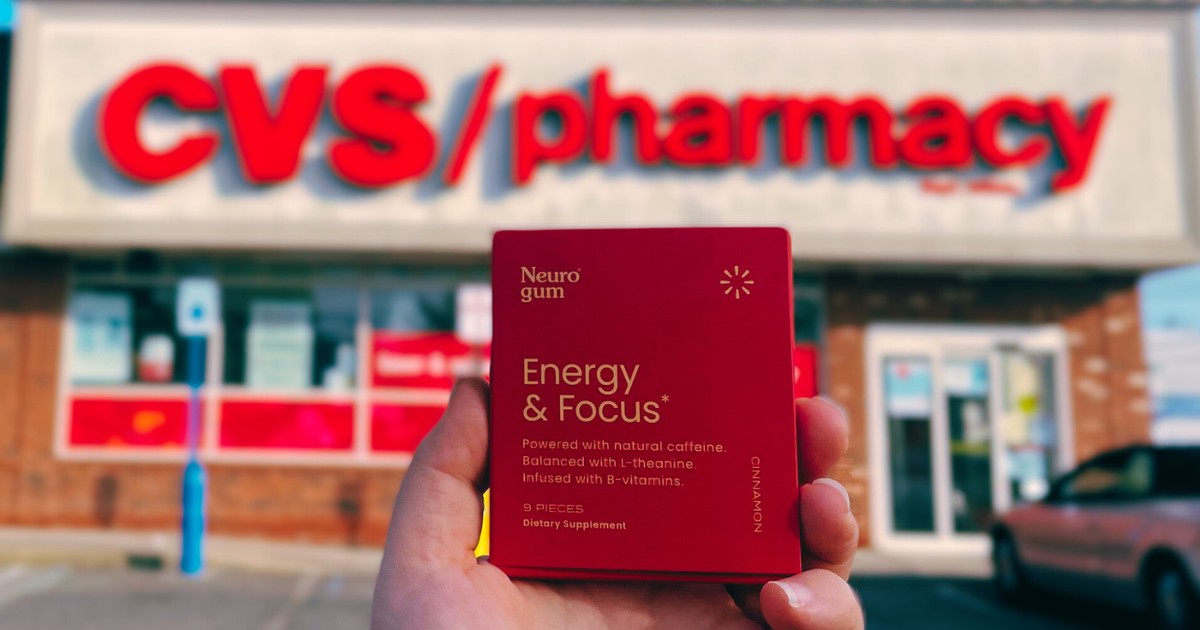 CVS/pharmacy
Neuro
gum
Energy
& Focus*
Powered with natural caffeine.
Balanced with L-theanine.
Infused with B-vitamins.
9 PIECES
Dietary Supplement
CINNAMON